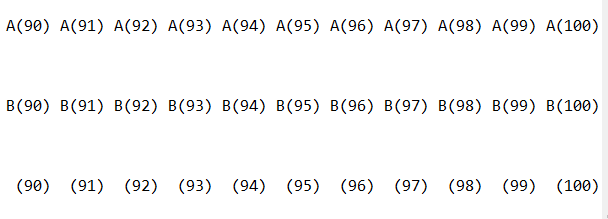 A(90) A(91) A(92) A(93) A(94) A(95) A(96) A(97) A(98) A(99) A(100)
B(90) B(91) B(92) B(93) B(94) B(95) B(96) B(97) B(98) B(99) B(100)
(90) (91) (92) (93) (94) (95) (96) (97) (98) (99) (100)